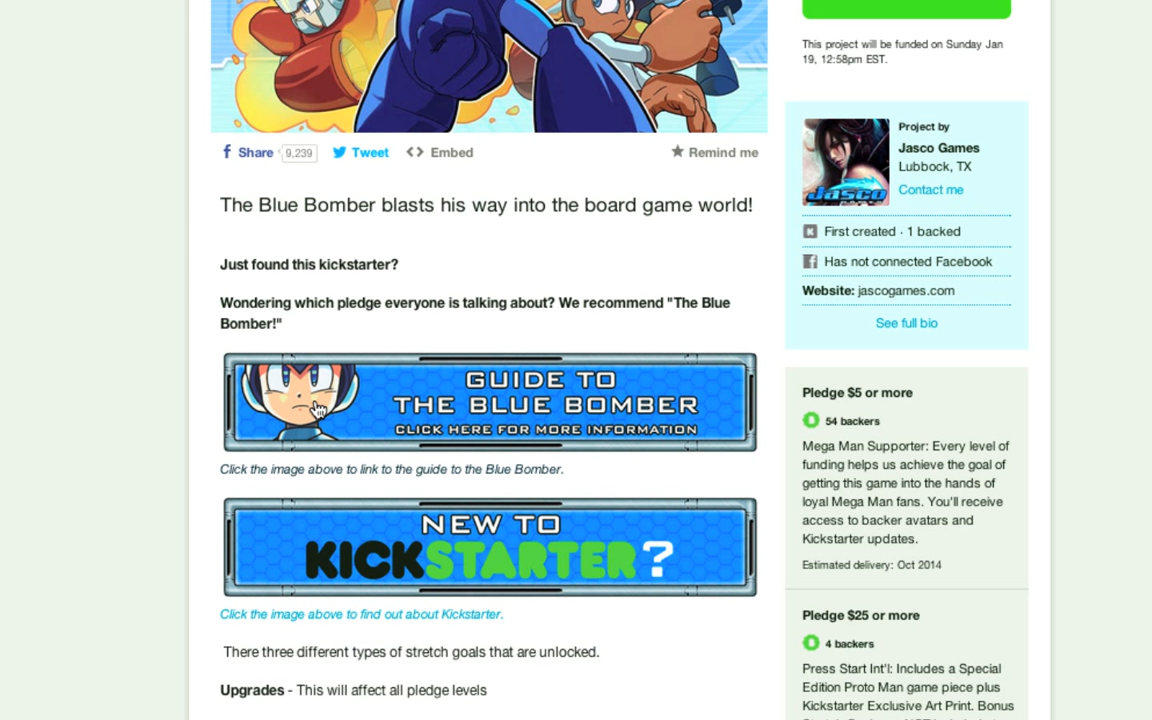 This project will be funded on Sunday Jan
19, 12:58pm EST.
Share 9,239 Tweet Embed Remind me
Project by
Jasco Games
Lubbock, TX
Contact me
Jasco
First created · 1 backed
Has not connected Facebook
Website: jascogames.com
See full bio
The Blue Bomber blasts his way into the board game world!
Just found this kickstarter?
Wondering which pledge everyone is talking about? We recommend "The Blue
Bomber!"
GUIDE TO
THE BLUE BOMBER
CLICK HERE FOR MORE INFORMATION
Click the image above to link to the guide to the Blue Bomber.
NEW TO
KICKSTARTER?
Click the image above to find out about Kickstarter.
There three different types of stretch goals that are unlocked.
Upgrades - This will affect all pledge levels
Pledge $5 or more
54 backers
Mega Man Supporter: Every level of
funding helps us achieve the goal of
getting this game into the hands of
loyal Mega Man fans. You'll receive
access to backer avatars and
Kickstarter updates.
Estimated delivery: Oct 2014
Pledge $25 or more
4 backers
Press Start Int'l: Includes a Special
Edition Proto Man game piece plus
Kickstarter Exclusive Art Print. Bonus